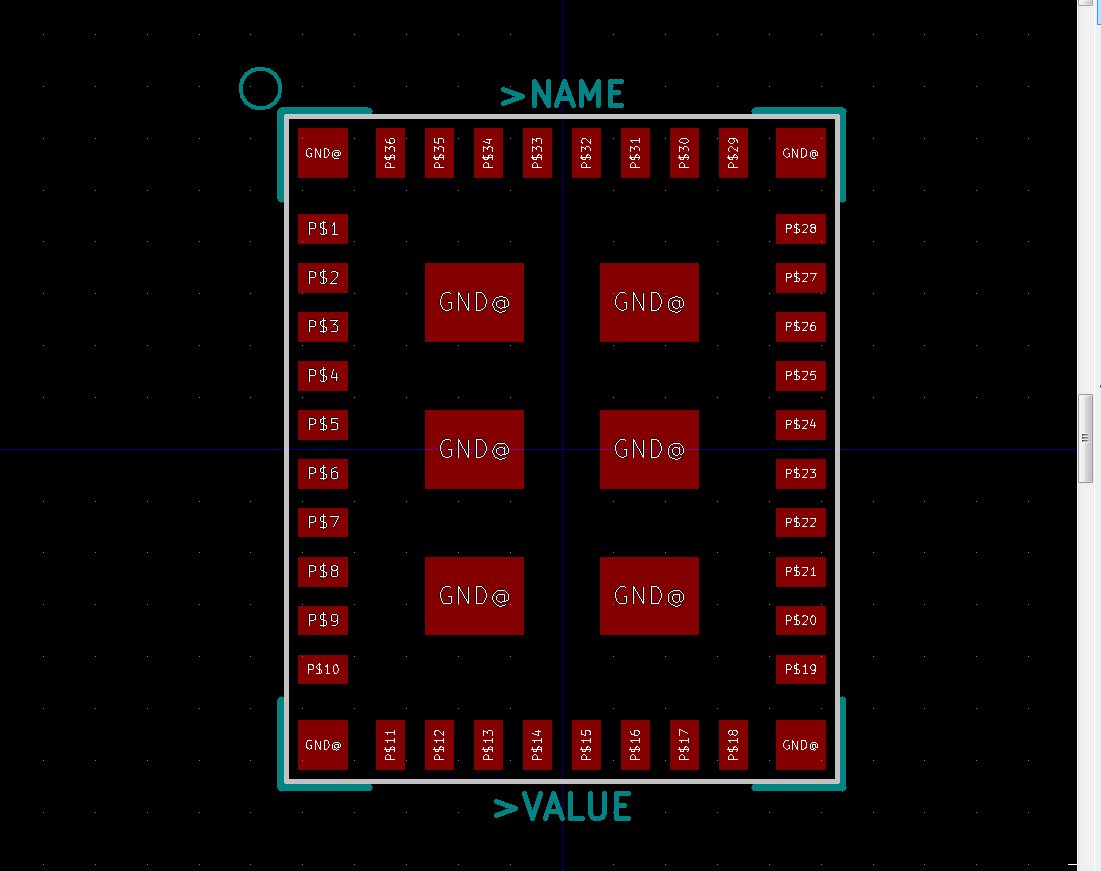 >NAME
GND@ P$36 P$35 P$34 P$33 P$32 P$31 P$30 P$29 GND@
P$1 P$28
P$2 P$27
GND@ GND@
P$3 P$26
P$4 P$25
P$5 P$24
GND@ GND@
P$6 P$23
P$7 P$22
P$8 P$21
GND@ GND@
P$9 P$20
P$10 P$19
GND@ P$11 P$12 P$13 P$14 P$15 P$16 P$17 P$18 GND@
>VALUE